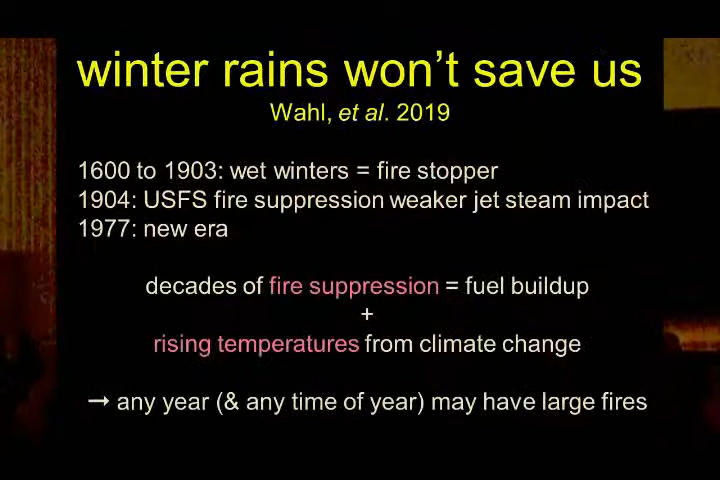 winter rains won't save us
Wahl, et al. 2019
1600 to 1903: wet winters = fire stopper
1904: USFS fire suppression weaker jet steam impact
1977: new era
decades of fire suppression = fuel buildup
+
rising temperatures from climate change
→ any year (& any time of year) may have large fires